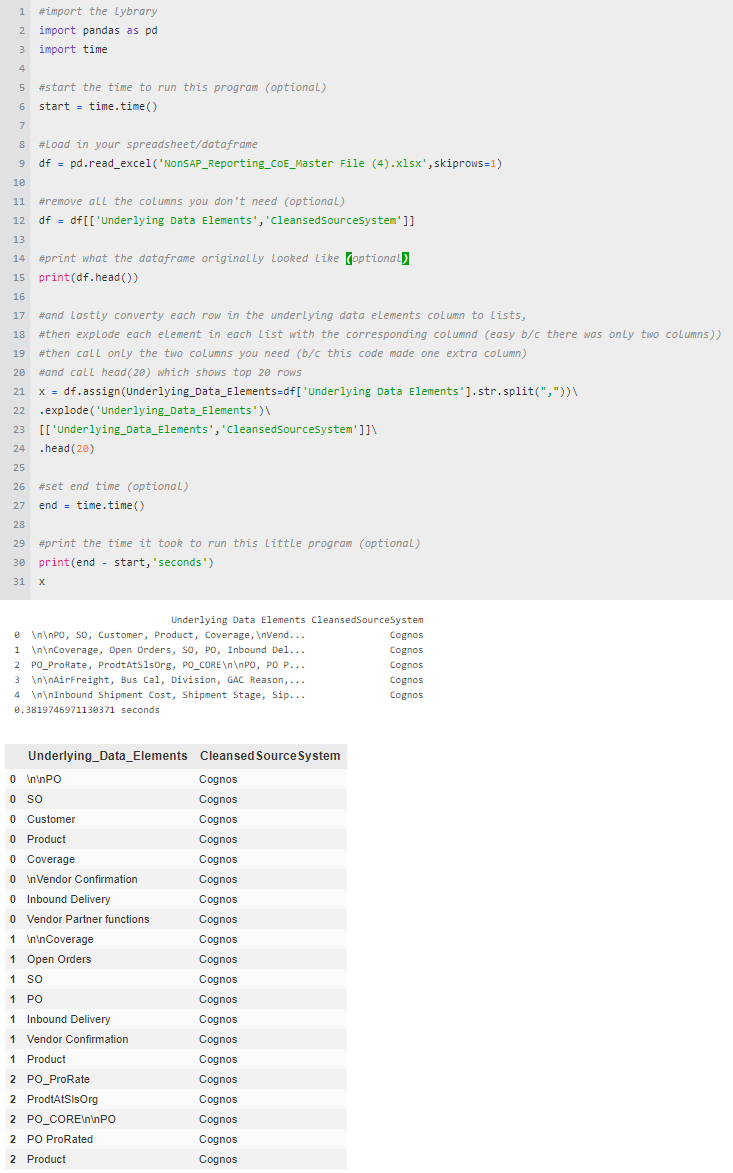 1 #import the Lybrary
2 import pandas as pd
3 import time
4
5 #start the time to run this program (optional)
6 start = time.time()
7
8 #Load in your spreadsheet/dataframe
9 df = pd.read_excel('NonSAP_Reporting_CoE_Master File (4).xlsx',skiprows=1)
10
11 #remove all the columns you don't need (optional)
12 df = df[['Underlying Data Elements','CleansedSourceSystem']]
13
14 #print what the dataframe originally looked like (optional)
15 print(df.head())
16
17 #and lastly converty each row in the underlying data elements column to lists,
18 #then explode each element in each list with the corresponding columnd (easy b/c there was only two columns))
19 #then call only the two columns you need (b/c this code made one extra column)
20 #and call head(20) which shows top 20 rows
21 x = df.assign(Underlying_Data_Elements=df['Underlying Data Elements'].str.split(","))\
22 .explode('Underlying_Data_Elements')\
23 [['Underlying_Data_Elements','CleansedSourceSystem']]\
24 .head(20)
25
26 #set end time (optional)
27 end = time.time()
28
29 #print the time it took to run this little program (optional)
30 print(end - start,'seconds')
31 x
Underlying Data Elements CleansedSourceSystem
0 \n\nPO, SO, Customer, Product, Coverage,\nVend... Cognos
1 \n\nCoverage, Open Orders, SO, PO, Inbound Del... Cognos
2 PO_ProRate, ProdtAtSlsOrg, PO_CORE\n\nPO, PO P... Cognos
3 \n\nAirFreight, Bus Cal, Division, GAC Reason,... Cognos
4 \n\nInbound Shipment Cost, Shipment Stage, Sip... Cognos
0.3819746971130371 seconds
Underlying_Data_Elements CleansedSourceSystem
0 \n\nPO Cognos
0 SO Cognos
0 Customer Cognos
0 Product Cognos
0 Coverage Cognos
0 \nVendor Confirmation Cognos
0 Inbound Delivery Cognos
0 Vendor Partner functions Cognos
1 \n\nCoverage Cognos
1 Open Orders Cognos
1 SO Cognos
1 PO Cognos
1 Inbound Delivery Cognos
1 Vendor Confirmation Cognos
1 Product Cognos
2 PO_ProRate Cognos
2 ProdtAtSlsOrg Cognos
2 PO_CORE\n\nPO Cognos
2 PO ProRated Cognos
2 Product Cognos